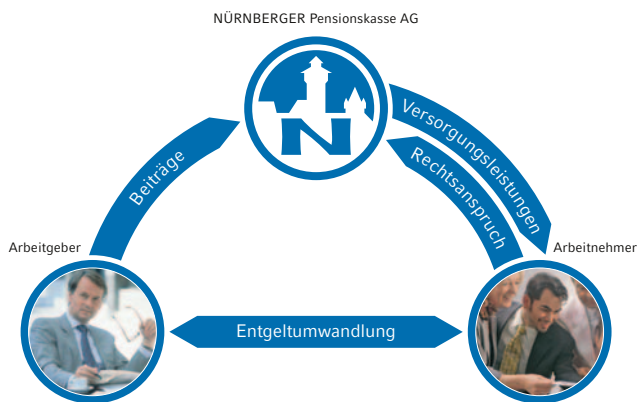 NÜRNBERGER Pensionskasse AG
N
Beiträge
Versorgungsleistungen
Rechtsanspruch
Arbeitgeber
Arbeitnehmer
Entgeltumwandlung